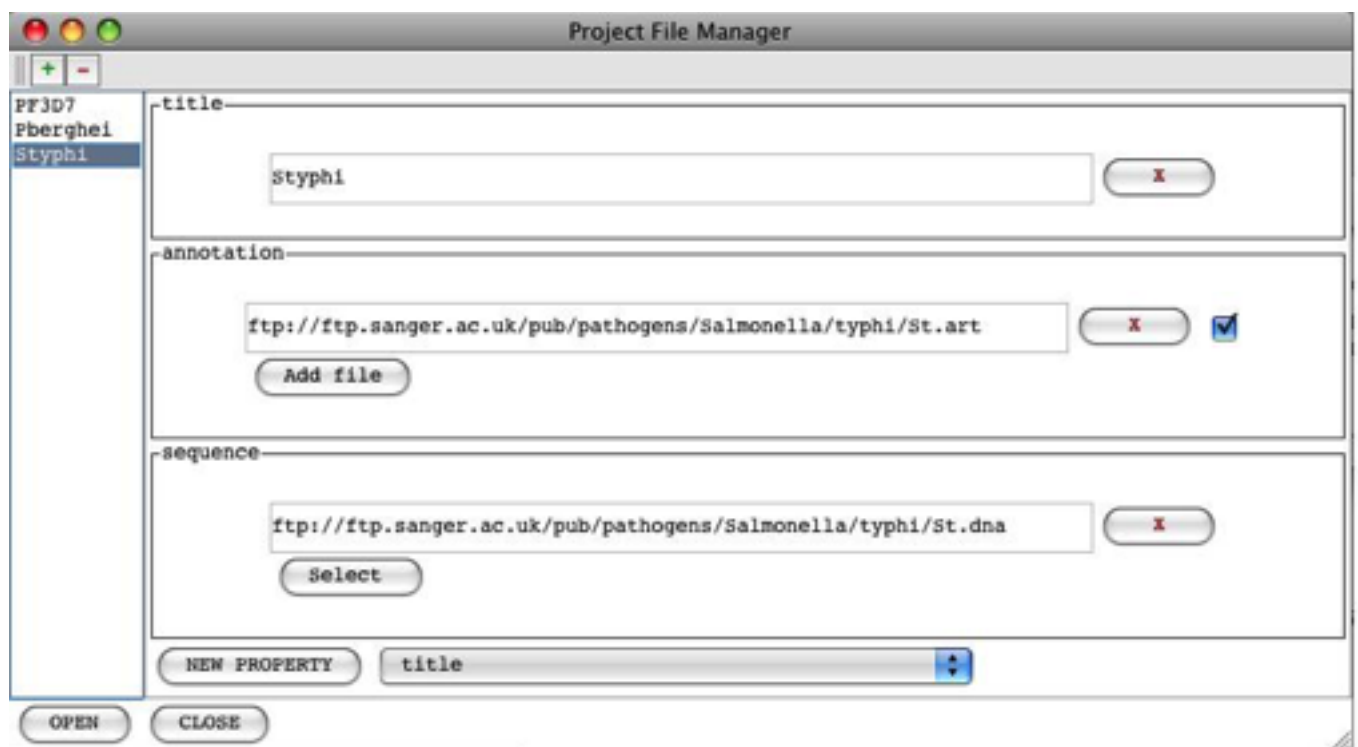 Project File Manager
+ -
PF3D7
Pberghei
Styphi
title
Styphi
X
annotation
ftp://ftp.sanger.ac.uk/pub/pathogens/Salmonella/typhi/St.art
X
Add file
sequence
ftp://ftp.sanger.ac.uk/pub/pathogens/Salmonella/typhi/St.dna
X
Select
NEW PROPERTY title
OPEN CLOSE